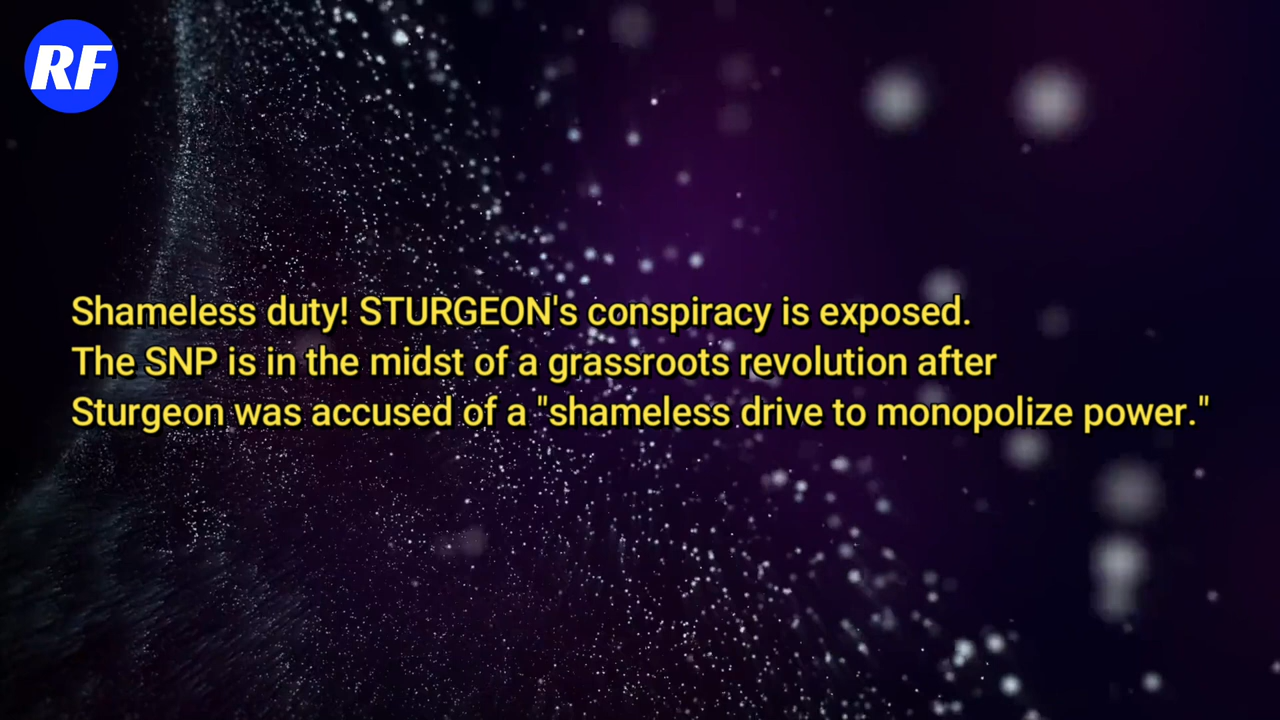 RF
Shameless duty! STURGEON's conspiracy is exposed.
The SNP is in the midst of a grassroots revolution after
Sturgeon was accused of a "shameless drive to monopolize power."